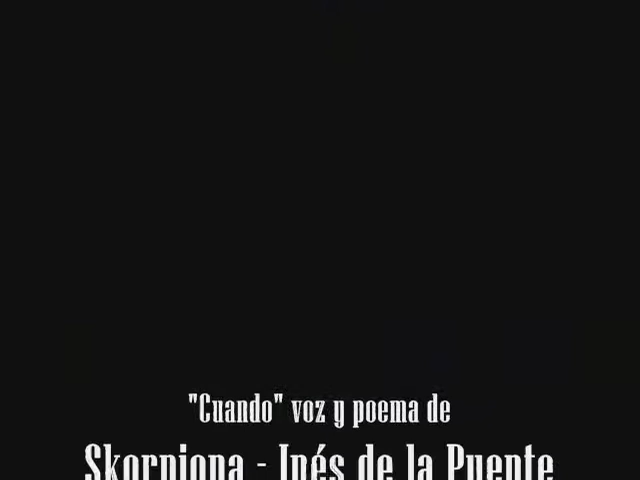 "Cuando" voz y poema de
Skorpiona - Inés de la Puente